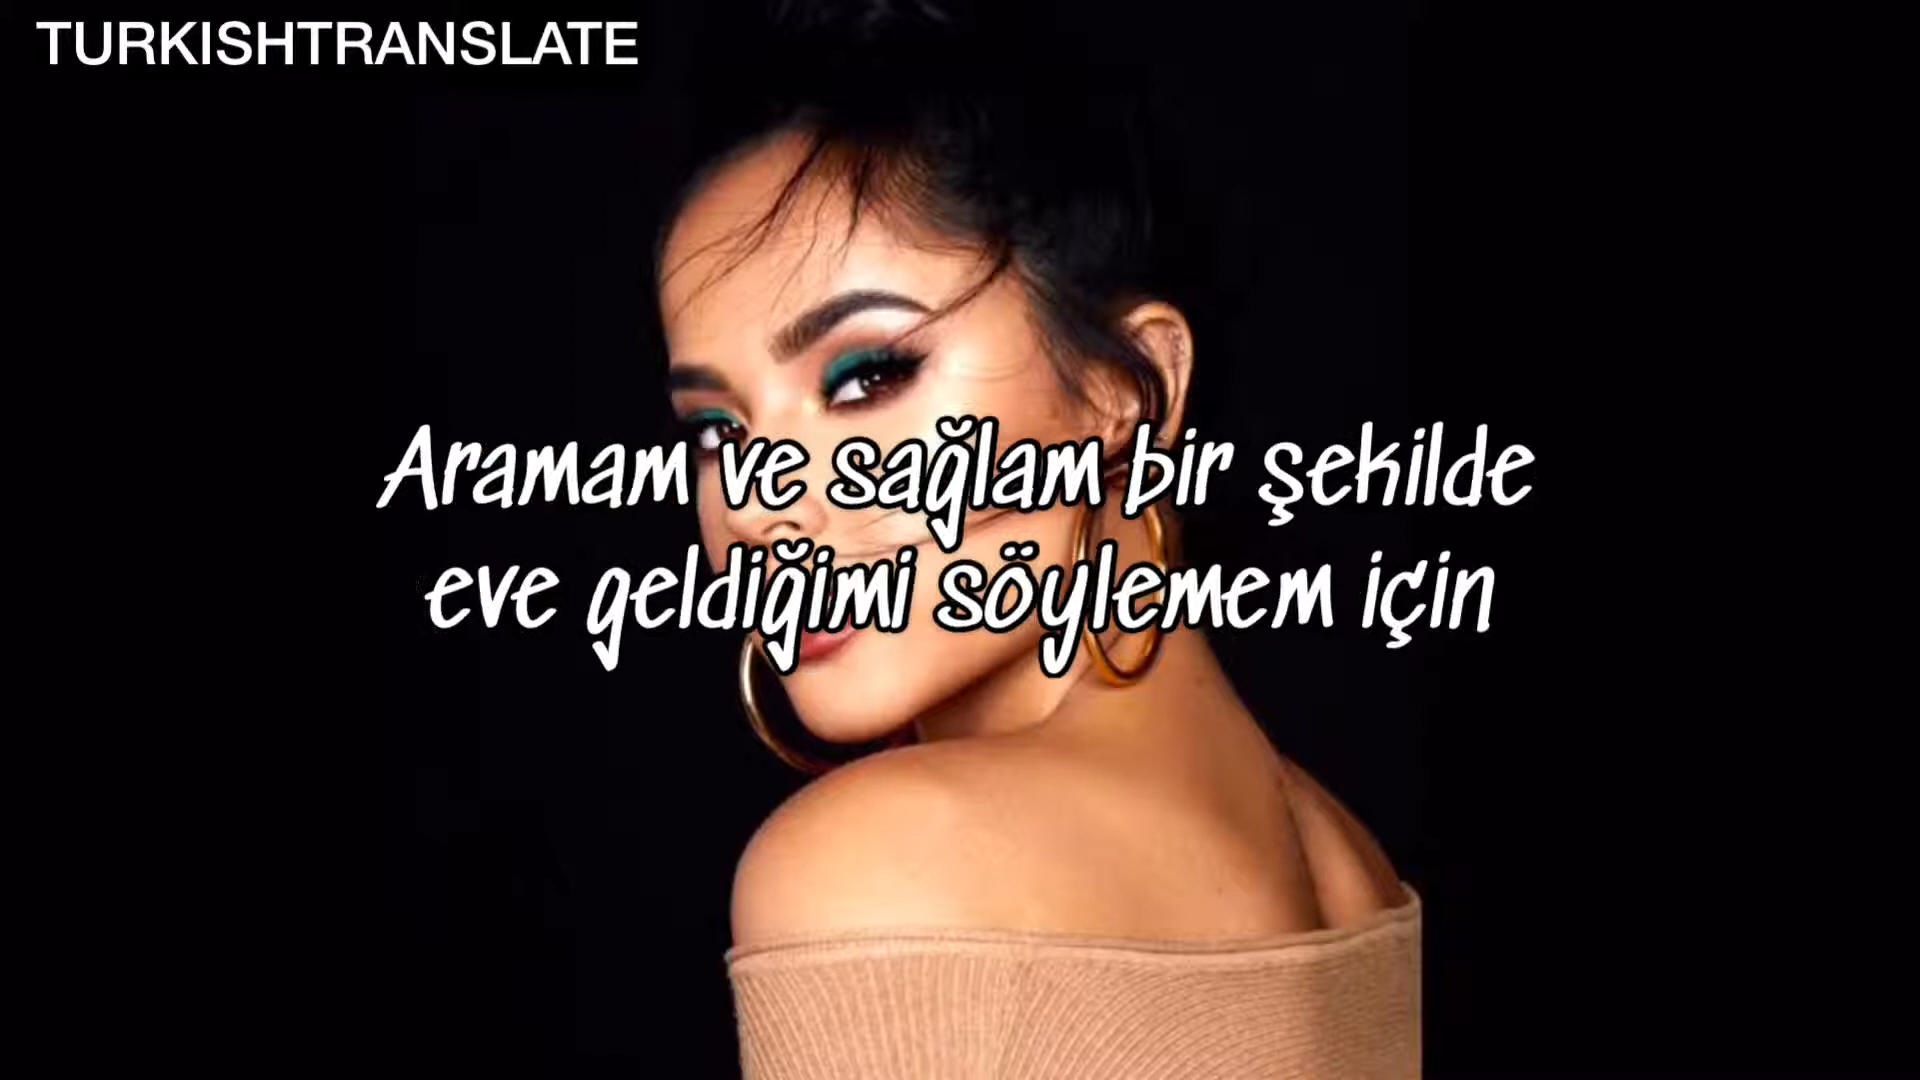 TURKISHTRANSLATE
Aramam ve sağlam bir şekilde
eve geldiğimi söylemem için